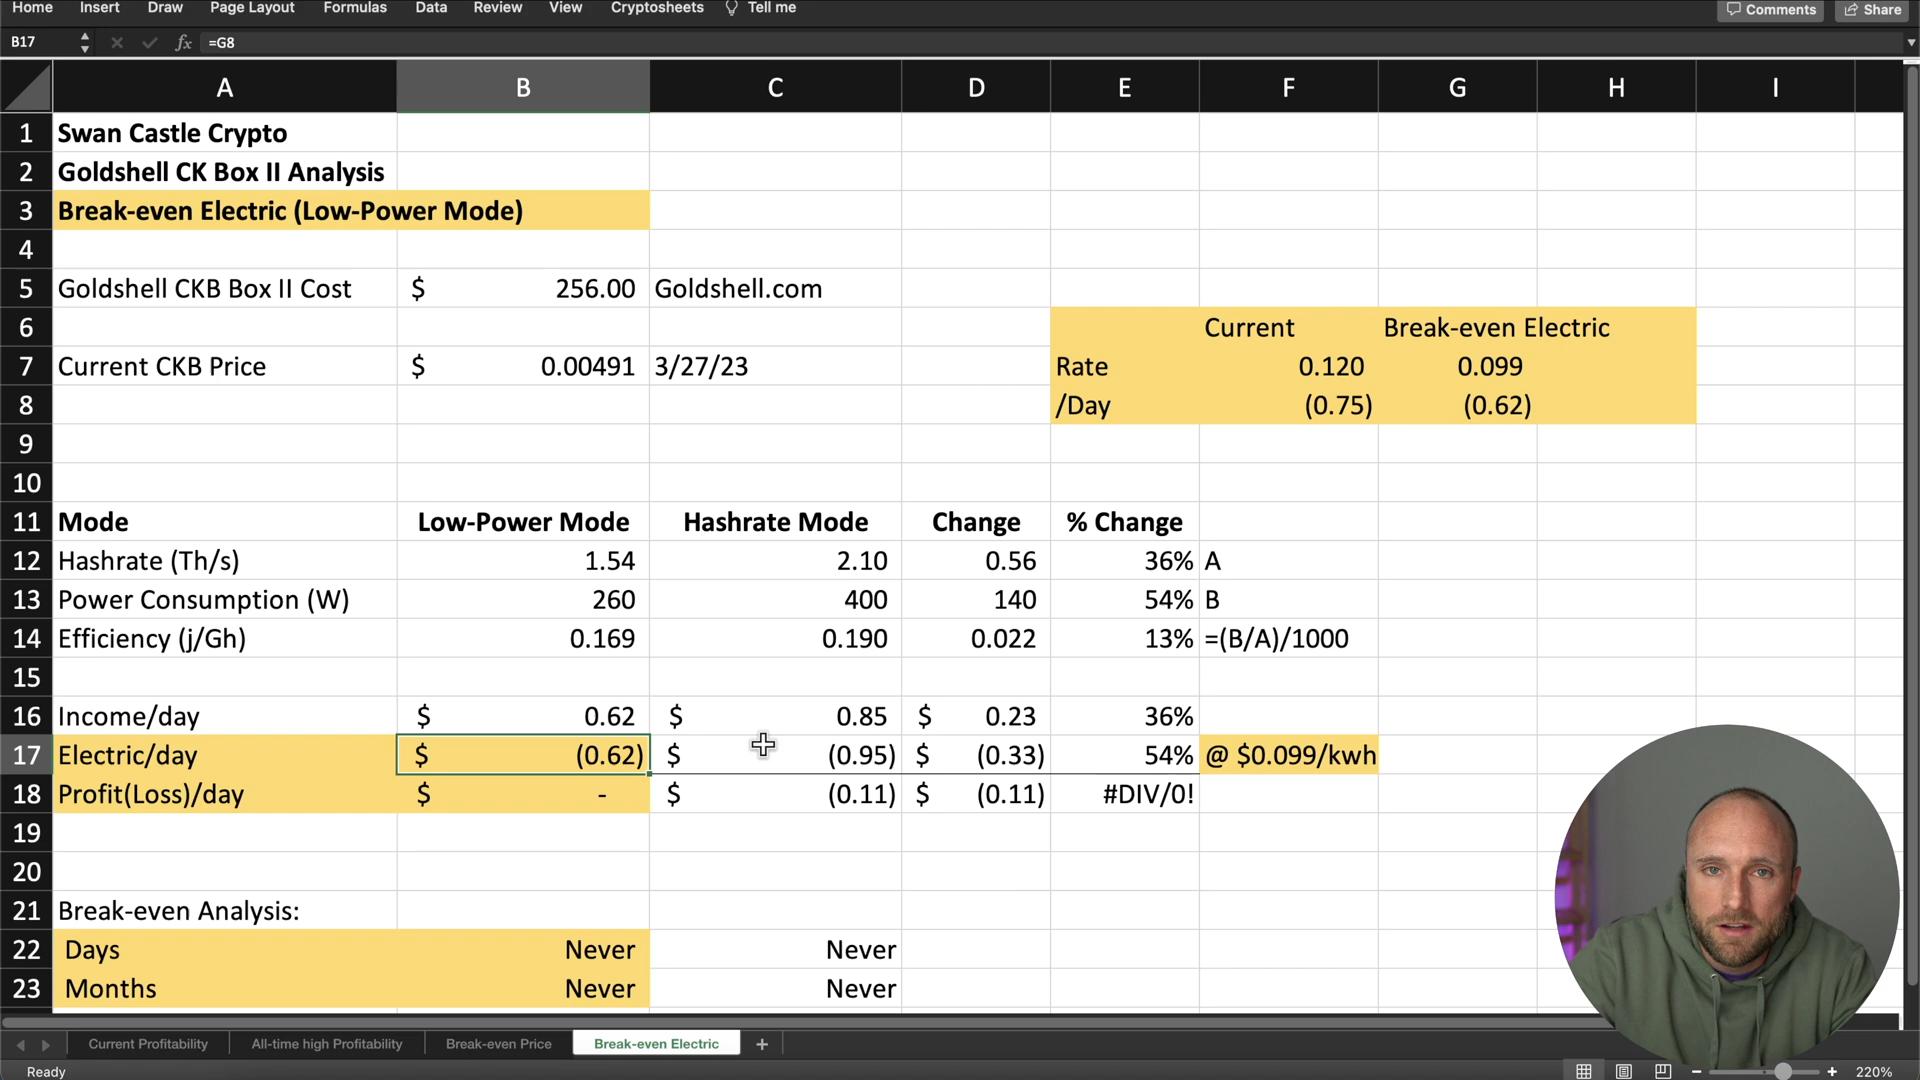 Home Insert Draw Page Layout Formulas Data Review View Cryptosheets Tell me Comments Share
B17 fx =G8
A B C D E F G H I
1 Swan Castle Crypto
2 Goldshell CK Box II Analysis
3 Break-even Electric (Low-Power Mode)
4
5 Goldshell CKB Box II Cost $ 256.00 Goldshell.com
6 Current Break-even Electric
7 Current CKB Price $ 0.00491 3/27/23 Rate 0.120 0.099
8 /Day (0.75) (0.62)
9
10
11 Mode Low-Power Mode Hashrate Mode Change % Change
12 Hashrate (Th/s) 1.54 2.10 0.56 36% A
13 Power Consumption (W) 260 400 140 54% B
14 Efficiency (j/Gh) 0.169 0.190 0.022 13% =(B/A)/1000
15
16 Income/day $ 0.62 $ 0.85 $ 0.23 36%
17 Electric/day $ (0.62) $ (0.95) $ (0.33) 54% @ $0.099/kwh
18 Profit(Loss)/day $ - $ (0.11) $ (0.11) #DIV/0!
19
20
21 Break-even Analysis:
22 Days Never Never
23 Months Never Never
Current Profitability All-time high Profitability Break-even Price Break-even Electric +
Ready 220%